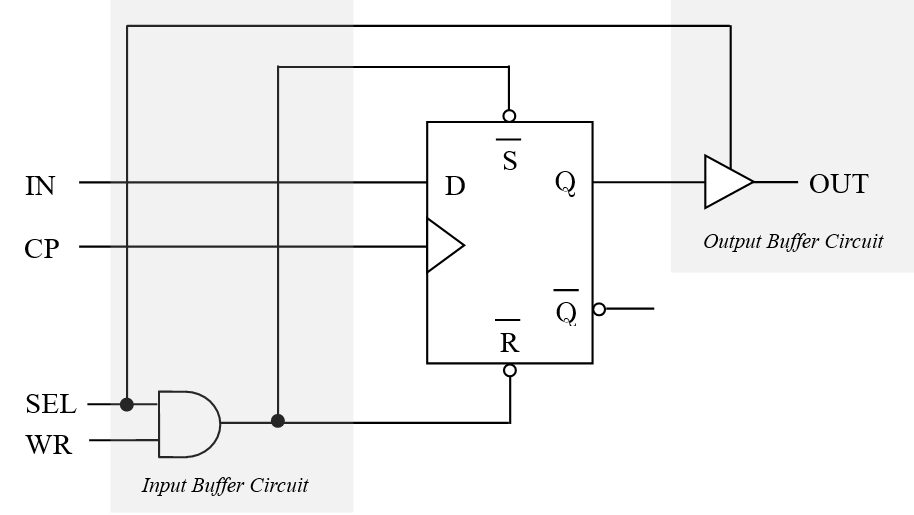 S̅
IN
D
Q
OUT
CP
Output Buffer Circuit
Q̅
R̅
SEL
WR
Input Buffer Circuit